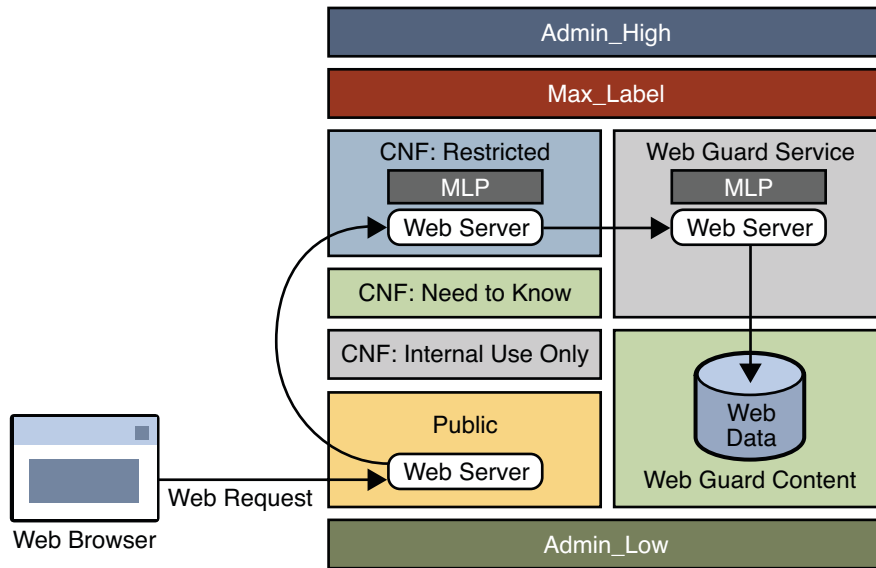 Admin_High
Max_Label
CNF: Restricted
MLP
Web Server
Web Guard Service
MLP
Web Server
CNF: Need to Know
CNF: Internal Use Only
Public
Web Server
Web
Data
Web Guard Content
Web Request
Web Browser
Admin_Low